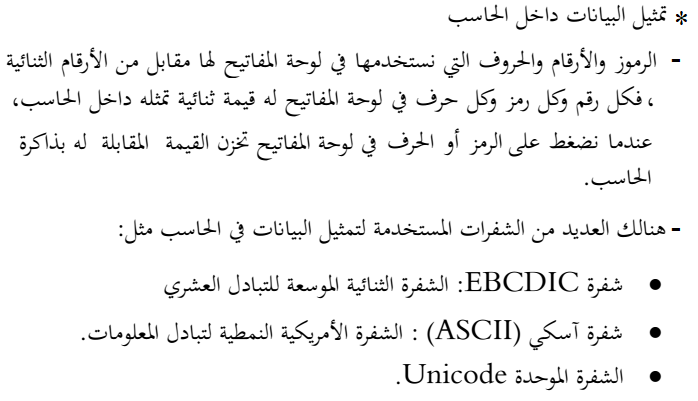 * تمثيل البيانات داخل الحاسب
- الرموز والأرقام والحروف التي نستخدمها في لوحة المفاتيح لها مقابل من الأرقام الثنائية
، فكل رقم وكل رمز وكل حرف في لوحة المفاتيح له قيمة ثنائية تمثله داخل الحاسب،
عندما نضغط على الرمز أو الحرف في لوحة المفاتيح تخزن القيمة المقابلة له بذاكرة
الحاسب.
- هنالك العديد من الشفرات المستخدمة لتمثيل البيانات في الحاسب مثل:
● شفرة EBCDIC: الشفرة الثنائية الموسعة للتبادل العشري
● شفرة آسكي (ASCII) : الشفرة الأمريكية النمطية لتبادل المعلومات.
● الشفرة الموحدة Unicode.